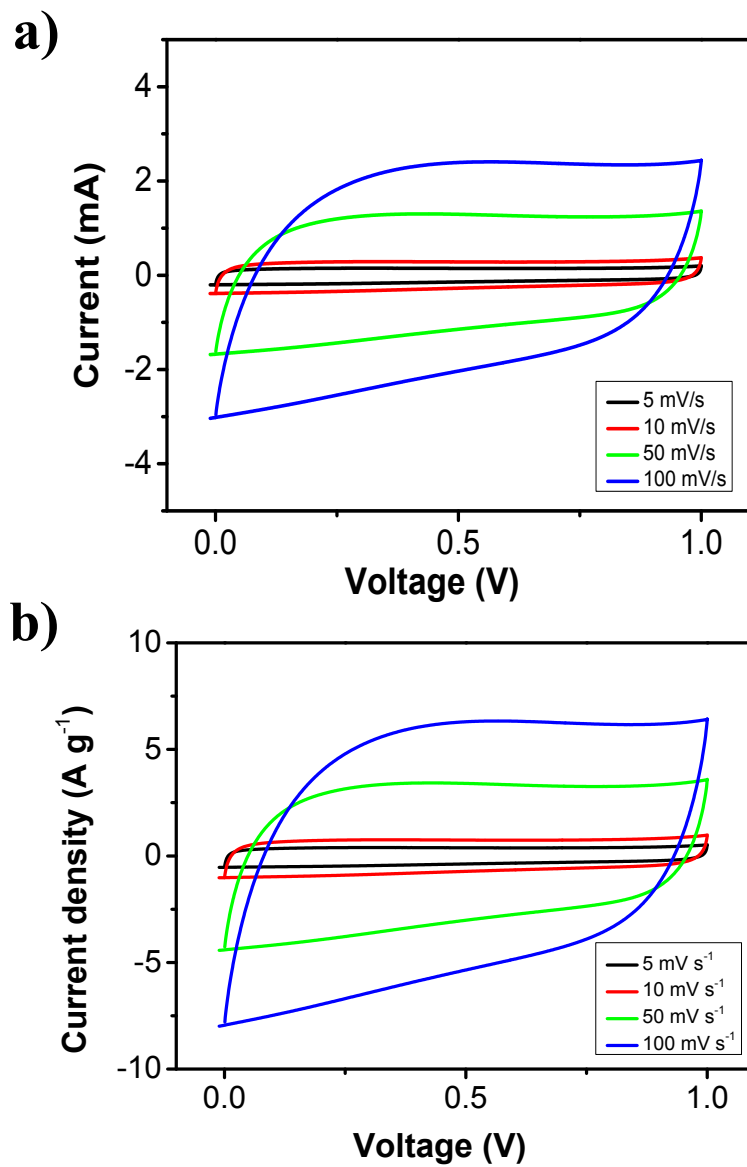 a)
Current (mA)
4
2
0
-2
-4
5 mV/s
10 mV/s
50 mV/s
100 mV/s
0.0
0.5
1.0
Voltage (V)
b)
Current density (A g⁻¹)
10
5
0
-5
-10
5 mV s⁻¹
10 mV s⁻¹
50 mV s⁻¹
100 mV s⁻¹
0.0
0.5
1.0
Voltage (V)